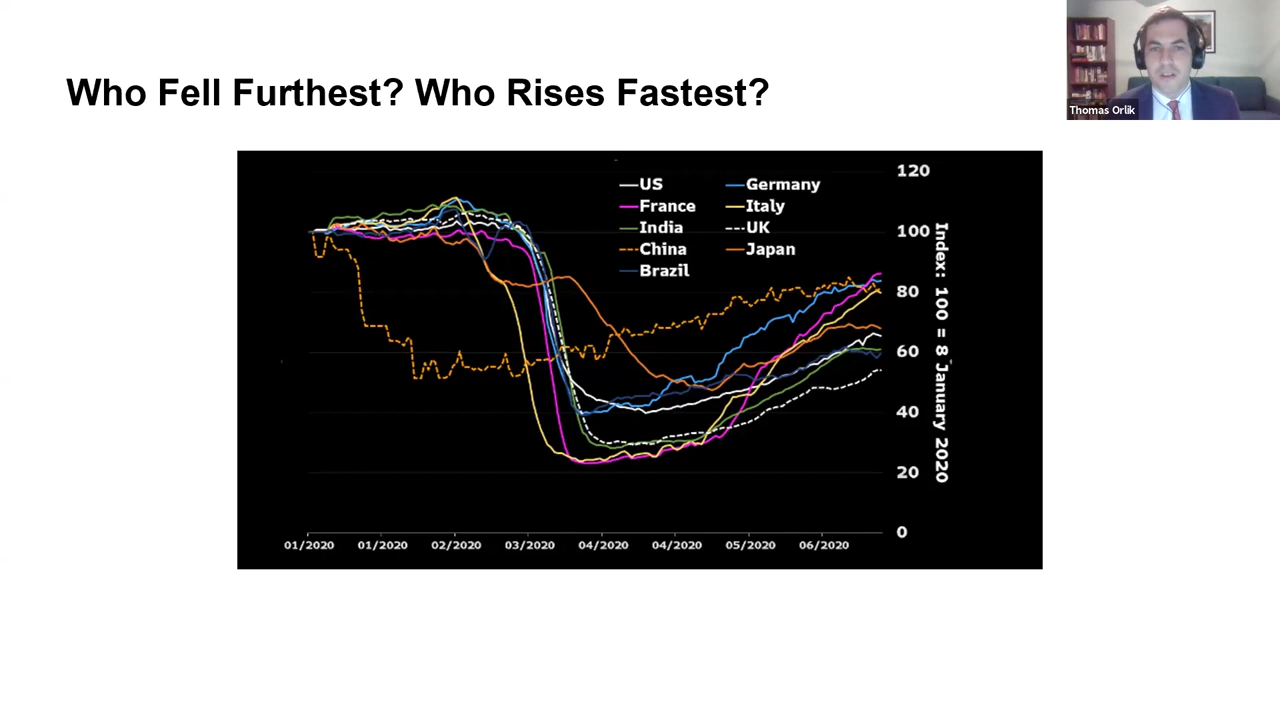 Who Fell Furthest? Who Rises Fastest?
Thomas Orlik
US
Germany
France
Italy
India
UK
China
Japan
Brazil
120
100
80
60
40
20
0
Index: 100 = 8 January 2020
01/2020 01/2020 02/2020 03/2020 04/2020 04/2020 05/2020 06/2020